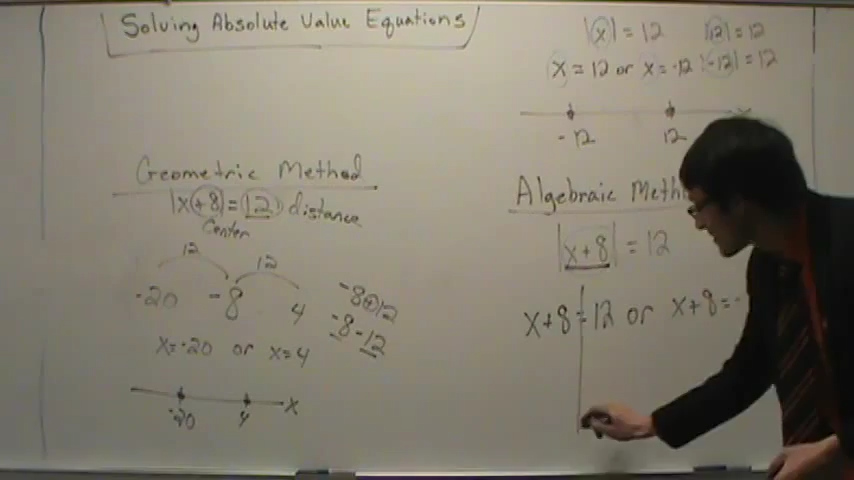 Solving Absolute Value Equations
|x| = 12 |12| = 12
x = 12 or x = -12 |-12| = 12
-12 12
Geometric Method
|x+8| = 12 distance
Center
12 12
-20 -8 4
-8+12
-8-12
x=-20 or x=4
-20 4 x
Algebraic Meth
|x+8| = 12
x+8=12 or x+8=-